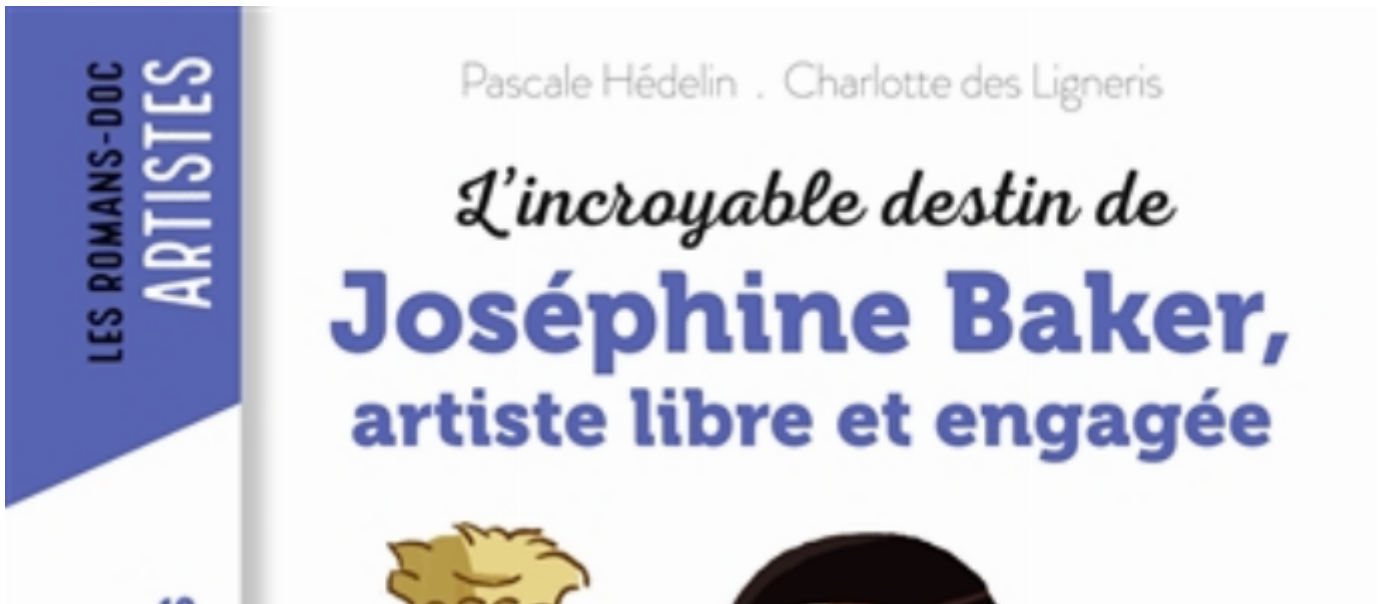 LES ROMANS-DOC
ARTISTES
Pascale Hédelin . Charlotte des Ligneris
L'incroyable destin de
Joséphine Baker,
artiste libre et engagée